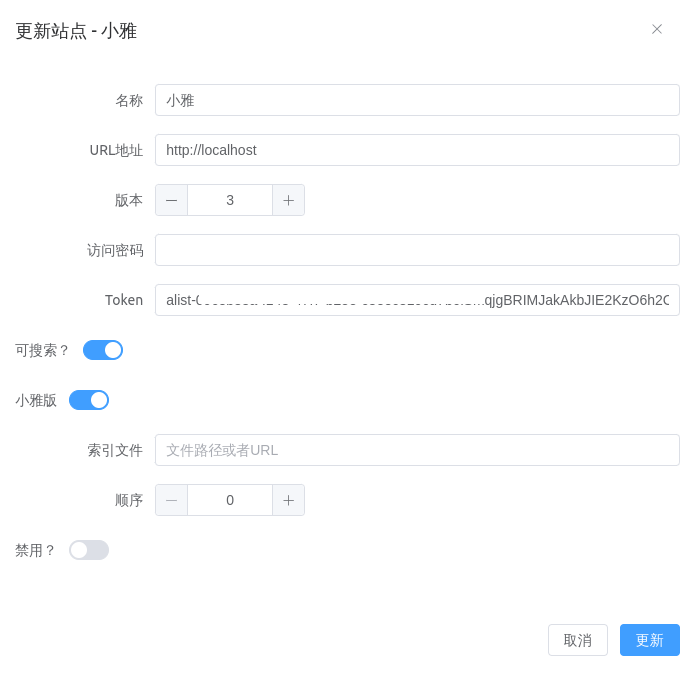 更新站点 - 小雅
名称 小雅
URL地址 http://localhost
版本 3
访问密码
Token alist- qjgBRIMJakAkbJIE2KzO6h2
可搜索？
小雅版
索引文件 文件路径或者URL
顺序 0
禁用？
取消 更新